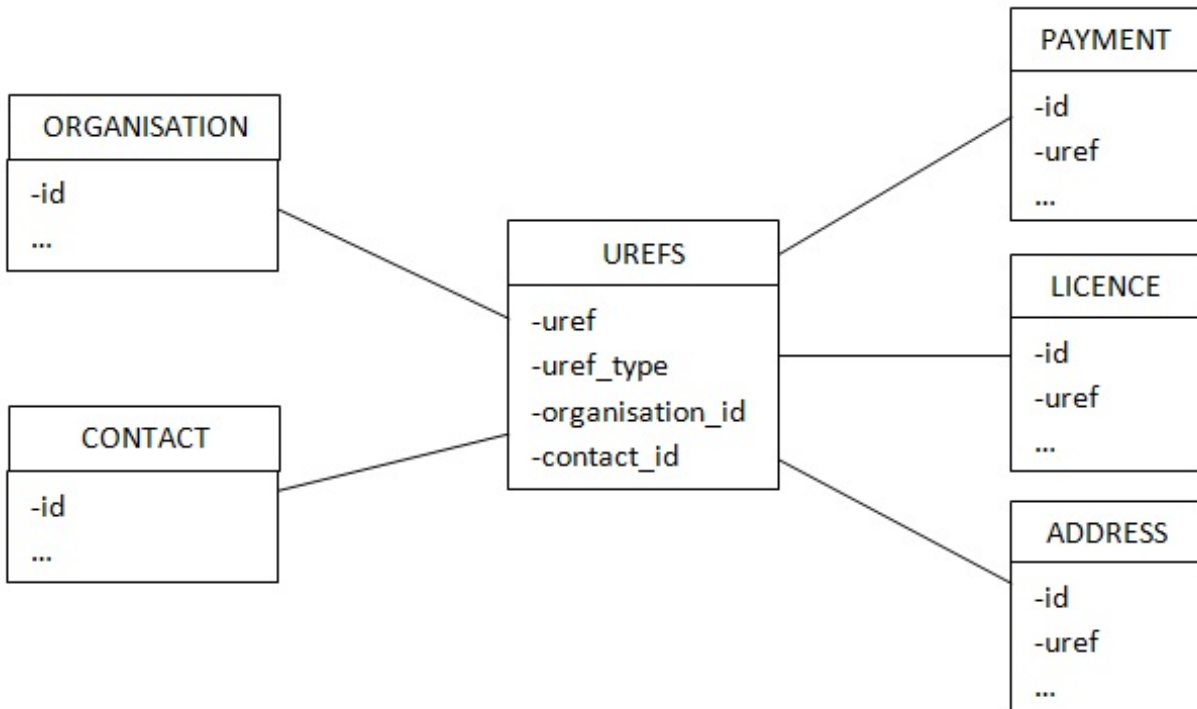 ORGANISATION
-id
...
CONTACT
-id
...
UREFS
-uref
-uref_type
-organisation_id
-contact_id
PAYMENT
-id
-uref
...
LICENCE
-id
-uref
...
ADDRESS
-id
-uref
...